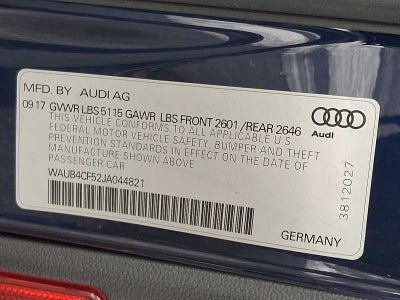 MFD. BY AUDI AG
09 17 GVWR LBS 5115 GAWR LBS FRONT 2601 /REAR 2646
THIS VEHICLE CONFORMS TO ALL APPLICABLE U.S.
FEDERAL MOTOR VEHICLE SAFETY, BUMPER, AND THEFT
PREVENTION STANDARDS IN EFFECT ON THE DATE OF
MANUFACTURE SHOWN ABOVE.
PASSENGER CAR
WAUB4CF52JA044821
Audi
3812027
GERMANY